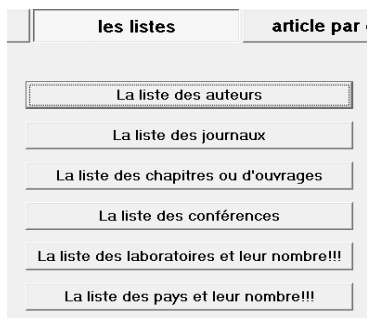 les listes
article par
La liste des auteurs
La liste des journaux
La liste des chapitres ou d'ouvrages
La liste des conférences
La liste des laboratoires et leur nombre!!!
La liste des pays et leur nombre!!!